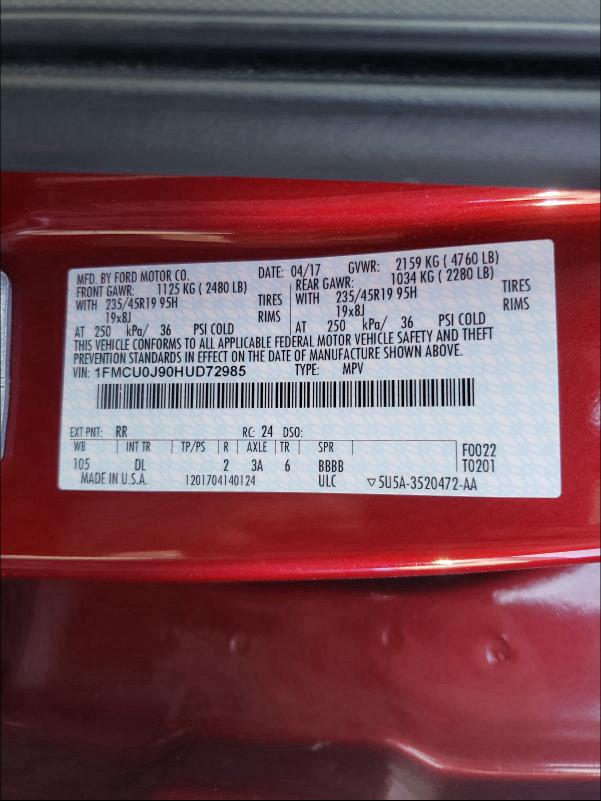 MFD. BY FORD MOTOR CO. DATE: 04/17 GVWR: 2159 KG ( 4760 LB)
FRONT GAWR: 1125 KG ( 2480 LB) REAR GAWR: 1034 KG ( 2280 LB)
WITH 235/45R19 95H TIRES WITH 235/45R19 95H TIRES
19x8J RIMS 19x8J RIMS
AT 250 kPa/ 36 PSI COLD AT 250 kPa/ 36 PSI COLD
THIS VEHICLE CONFORMS TO ALL APPLICABLE FEDERAL MOTOR VEHICLE SAFETY AND THEFT
PREVENTION STANDARDS IN EFFECT ON THE DATE OF MANUFACTURE SHOWN ABOVE.
VIN: 1FMCU0J90HUD72985 TYPE: MPV
EXT PNT: RR RC: 24 DSO:
WB INT TR TP/PS R AXLE TR SPR F0022
105 DL 2 3A 6 BBBB T0201
MADE IN U.S.A. 1201704140124 ULC ▽5U5A-3520472-AA